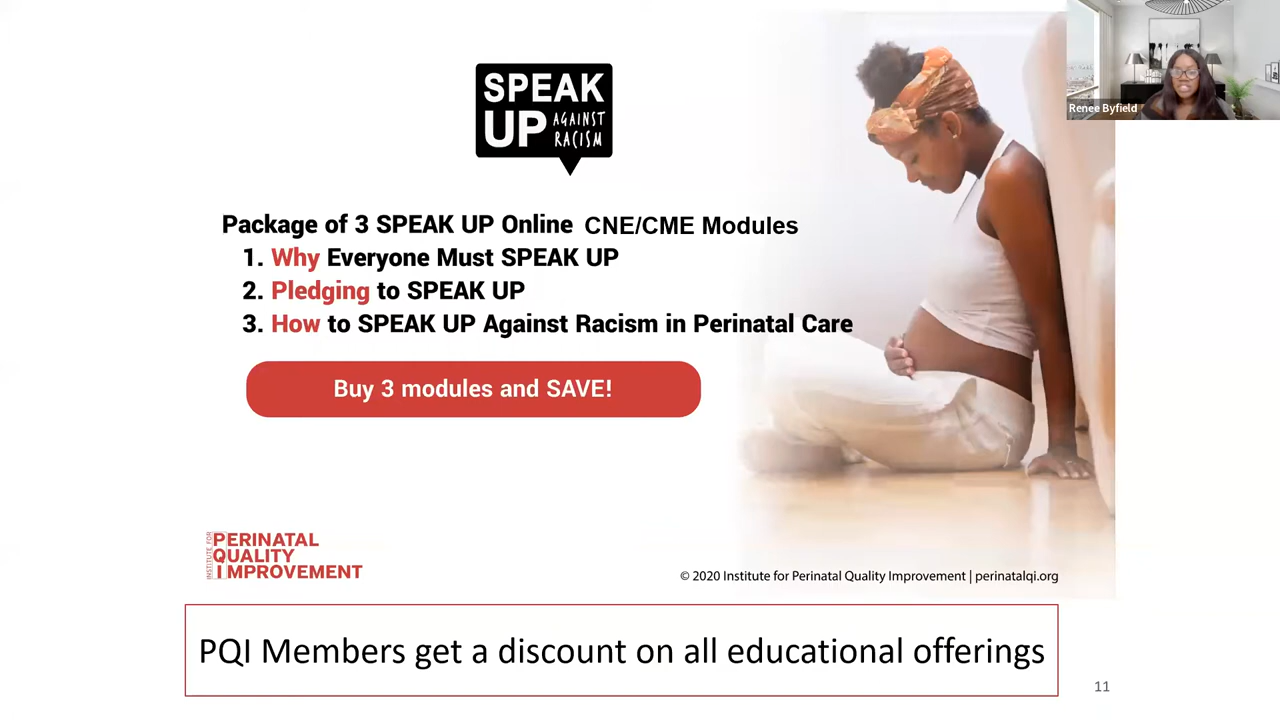 Renee Byfield
SPEAK
UP AGAINST
RACISM
Package of 3 SPEAK UP Online CNE/CME Modules
1. Why Everyone Must SPEAK UP
2. Pledging to SPEAK UP
3. How to SPEAK UP Against Racism in Perinatal Care
Buy 3 modules and SAVE!
INSTITUTE FOR
PERINATAL
QUALITY
IMPROVEMENT
© 2020 Institute for Perinatal Quality Improvement | perinatalqi.org
PQI Members get a discount on all educational offerings
11